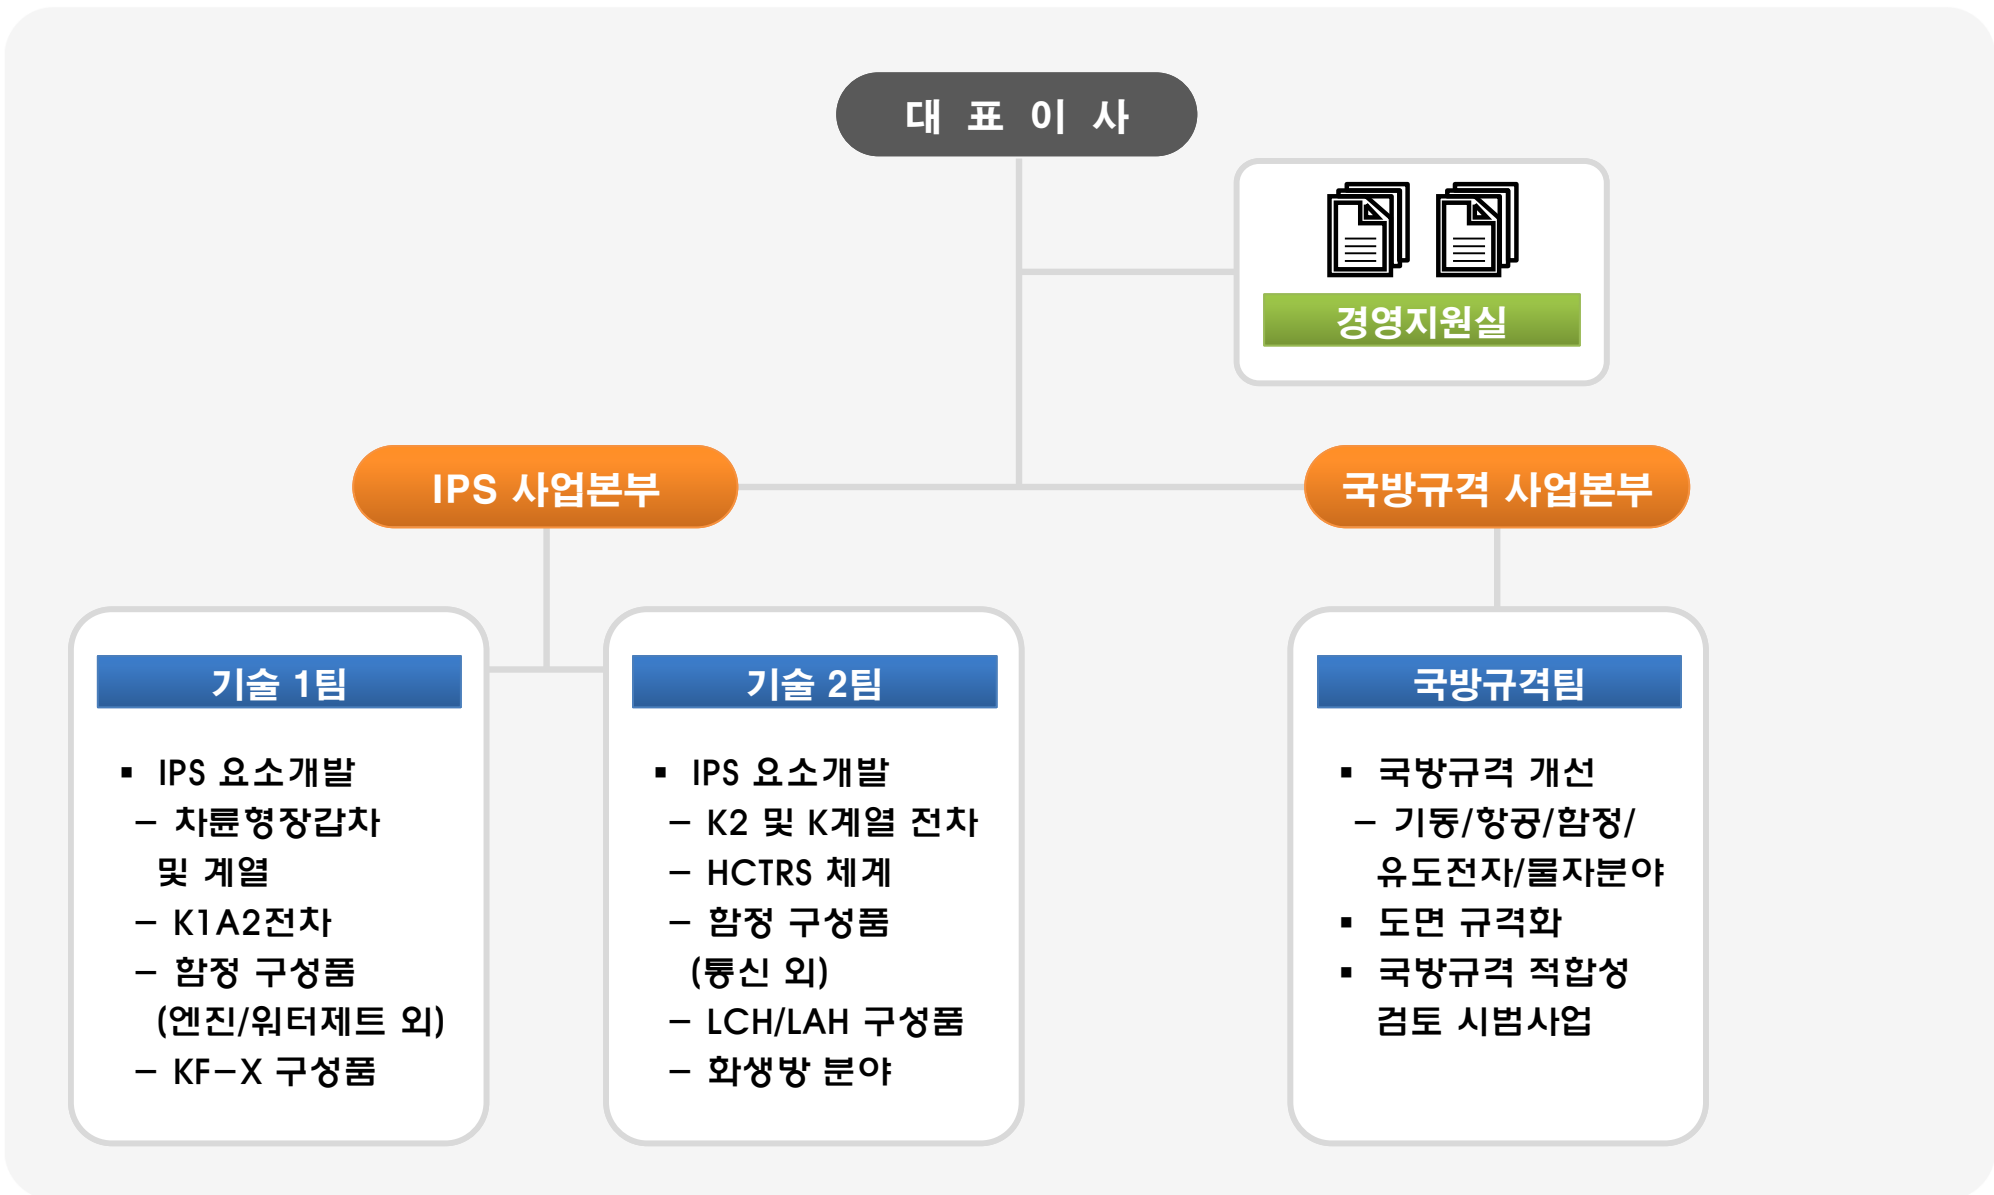 대 표 이 사
경영지원실
IPS 사업본부
국방규격 사업본부
기술 1팀
▪ IPS 요소개발
– 차륜형장갑차
및 계열
– K1A2전차
– 함정 구성품
(엔진/워터제트 외)
– KF-X 구성품
기술 2팀
▪ IPS 요소개발
– K2 및 K계열 전차
– HCTRS 체계
– 함정 구성품
(통신 외)
– LCH/LAH 구성품
– 화생방 분야
국방규격팀
▪ 국방규격 개선
– 기동/항공/함정/
유도전자/물자분야
▪ 도면 규격화
▪ 국방규격 적합성
검토 시범사업